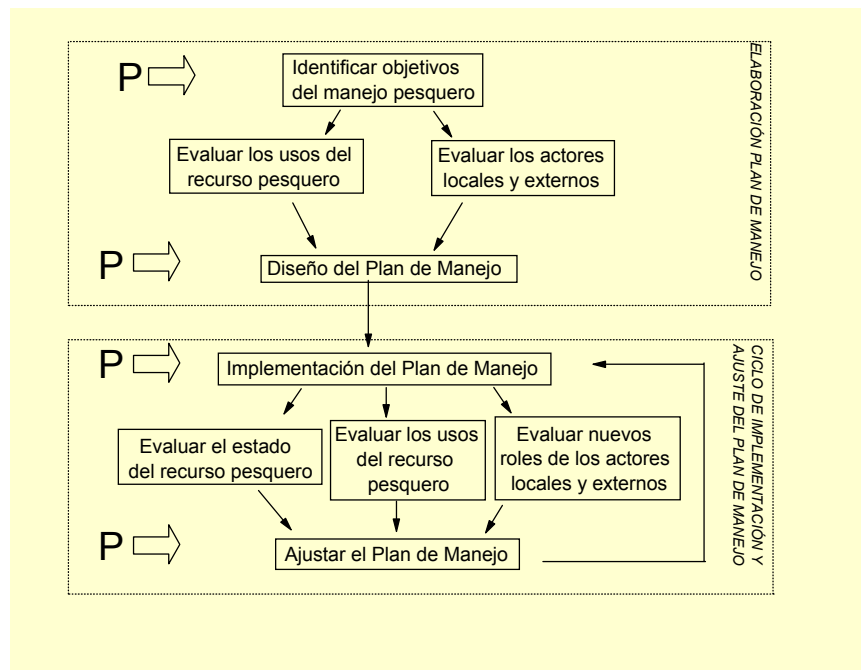 P
Identificar objetivos
del manejo pesquero
Evaluar los usos del
recurso pesquero
Evaluar los actores
locales y externos
P
Diseño del Plan de Manejo
ELABORACIÓN PLAN DE MANEJO
P
Implementación del Plan de Manejo
Evaluar el estado
del recurso pesquero
Evaluar los usos
del recurso
pesquero
Evaluar nuevos
roles de los actores
locales y externos
P
Ajustar el Plan de Manejo
CICLO DE IMPLEMENTACIÓN Y
AJUSTE DEL PLAN DE MANEJO